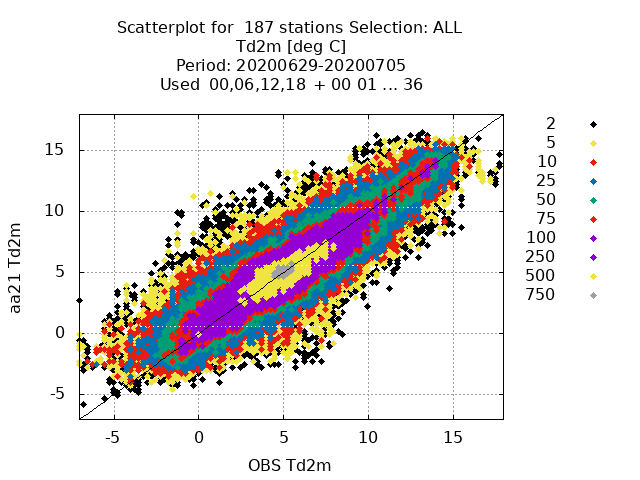 Scatterplot for  187 stations Selection: ALL
Td2m [deg C]
Period: 20200629-20200705
Used  00,06,12,18 + 00 01 ... 36
aa21 Td2m
15
10
5
0
-5
-5 0 5 10 15
OBS Td2m
2
5
10
25
50
75
100
250
500
750